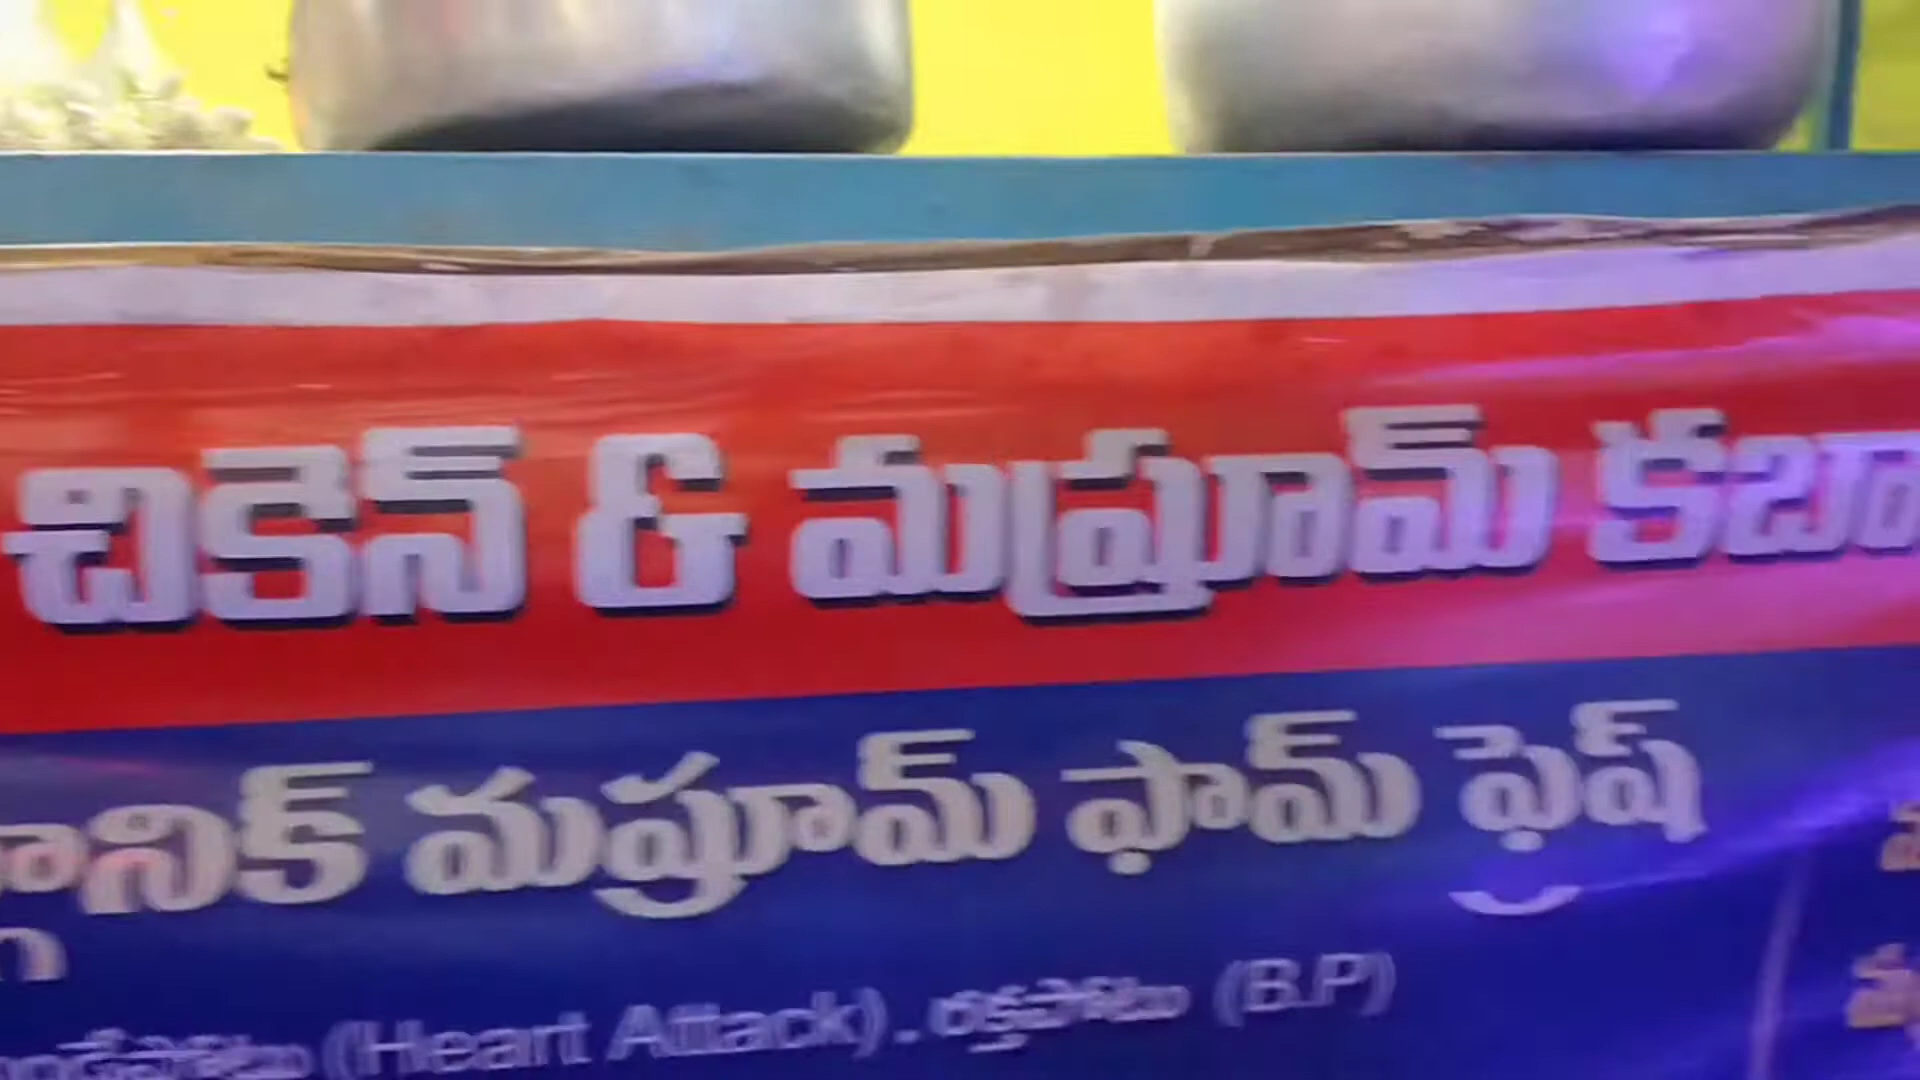 చికెన్ & మష్రూమ్ కబా
ర్గానిక్ మష్రూమ్ ఫామ్ ఫ్రెష్
గుండెపోటు (Heart Attack). రక్తపోటు (B.P)